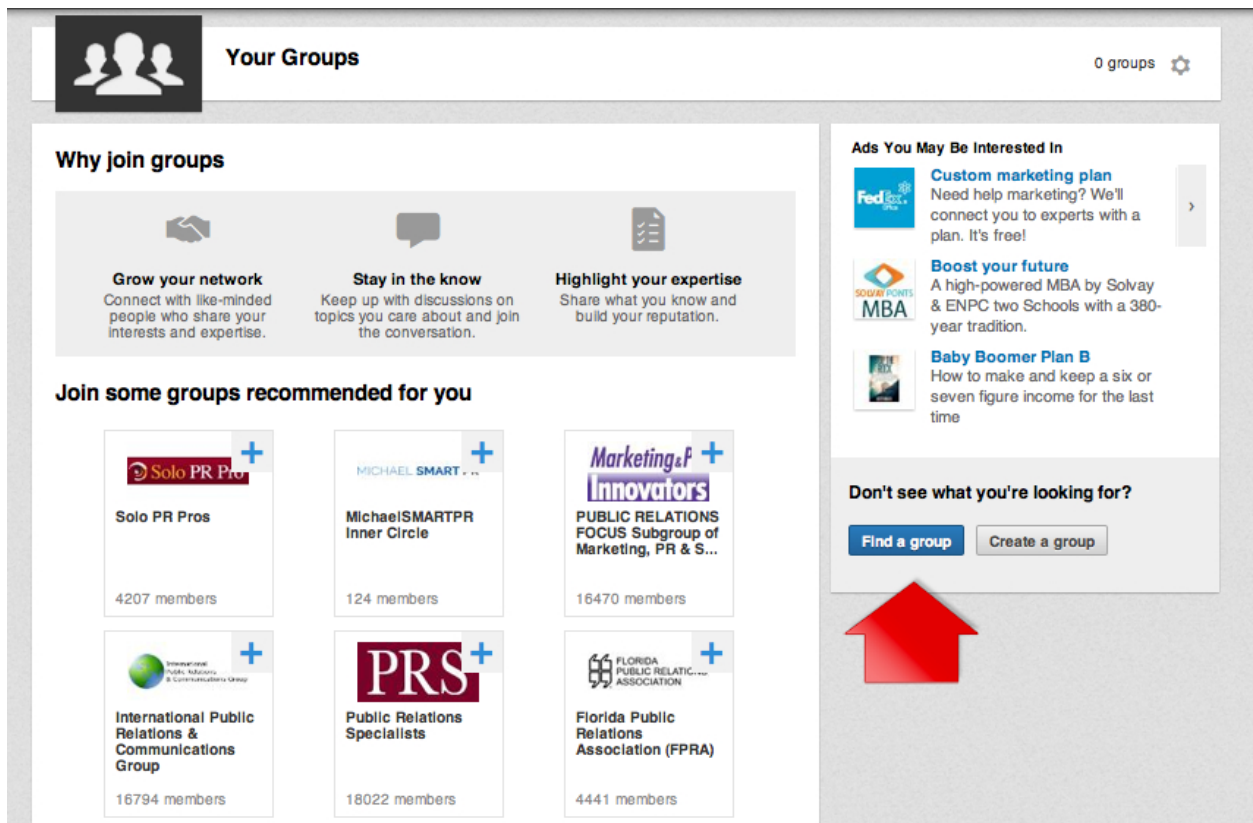 Your Groups
0 groups
Why join groups
Grow your network
Connect with like-minded
people who share your
interests and expertise.
Stay in the know
Keep up with discussions on
topics you care about and join
the conversation.
Highlight your expertise
Share what you know and
build your reputation.
Join some groups recommended for you
Solo PR Pro
Solo PR Pros
4207 members
MICHAEL SMART
MichaelSMARTPR
Inner Circle
124 members
Marketing & P
Innovators
PUBLIC RELATIONS
FOCUS Subgroup of
Marketing, PR & S...
16470 members
International
Public Relations
& Communications Group
International Public
Relations &
Communications
Group
16794 members
PRS
Public Relations
Specialists
18022 members
FLORIDA
PUBLIC RELATIONS
ASSOCIATION
Florida Public
Relations
Association (FPRA)
4441 members
Ads You May Be Interested In
FedEx.
Office
Custom marketing plan
Need help marketing? We'll
connect you to experts with a
plan. It's free!
SOLVAY PONTS
MBA
Boost your future
A high-powered MBA by Solvay
& ENPC two Schools with a 380-
year tradition.
Baby Boomer Plan B
How to make and keep a six or
seven figure income for the last
time
Don't see what you're looking for?
Find a group
Create a group